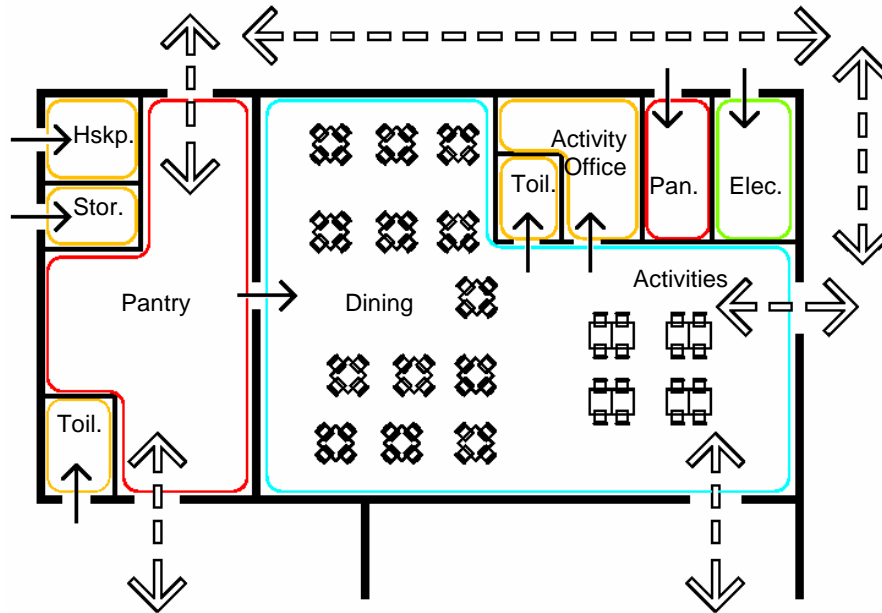 Hskp.
Stor.
Pantry
Toil.
Dining
Toil.
Activity
Office
Pan.
Elec.
Activities